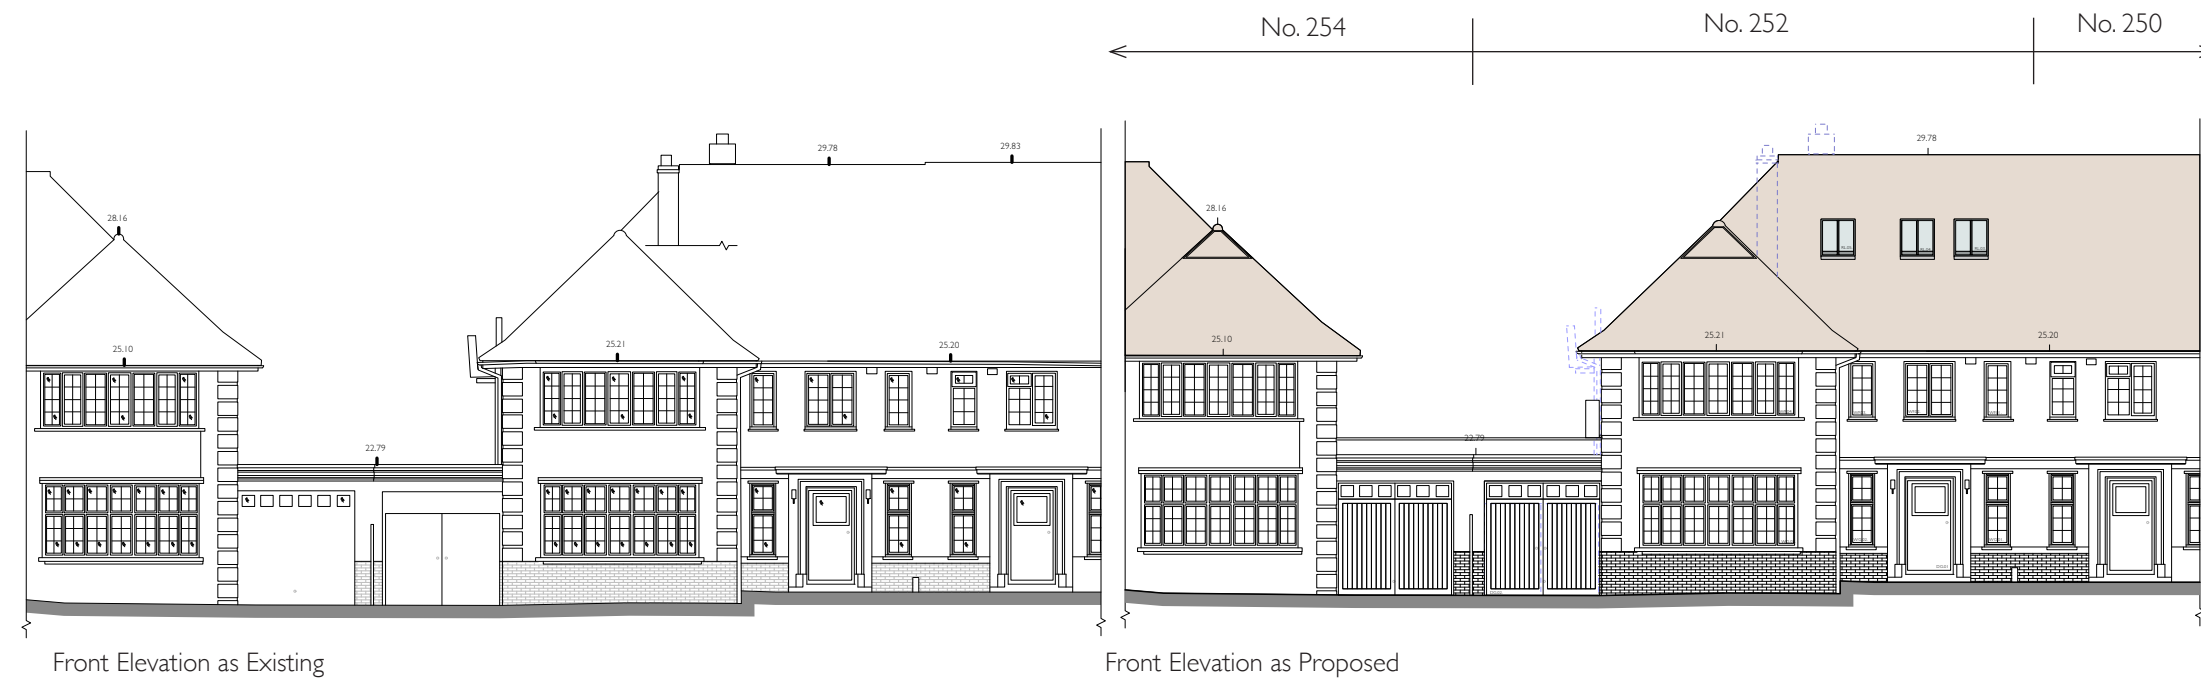 No. 254
No. 252
No. 250
29.78
29.83
28.16
25.10
25.21
25.20
22.79
29.78
28.16
25.10
25.21
25.20
22.79
Front Elevation as Existing
Front Elevation as Proposed